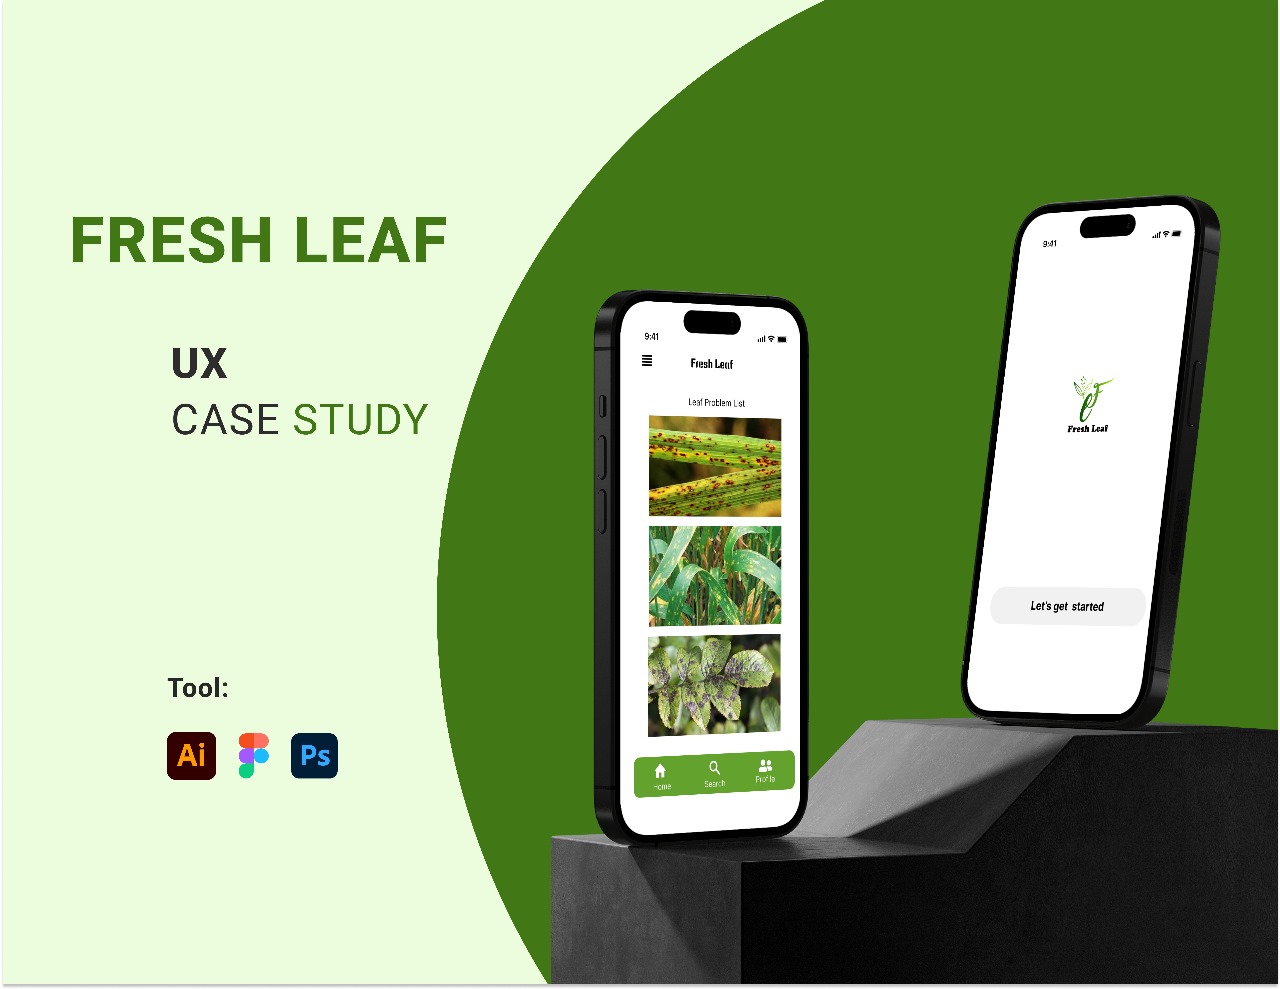 FRESH LEAF
UX
CASE STUDY
Tool:
Ai
Ps
9:41
Fresh Leaf
Leaf Problem List
Home
Search
Profile
9:41
Fresh Leaf
Let's get started